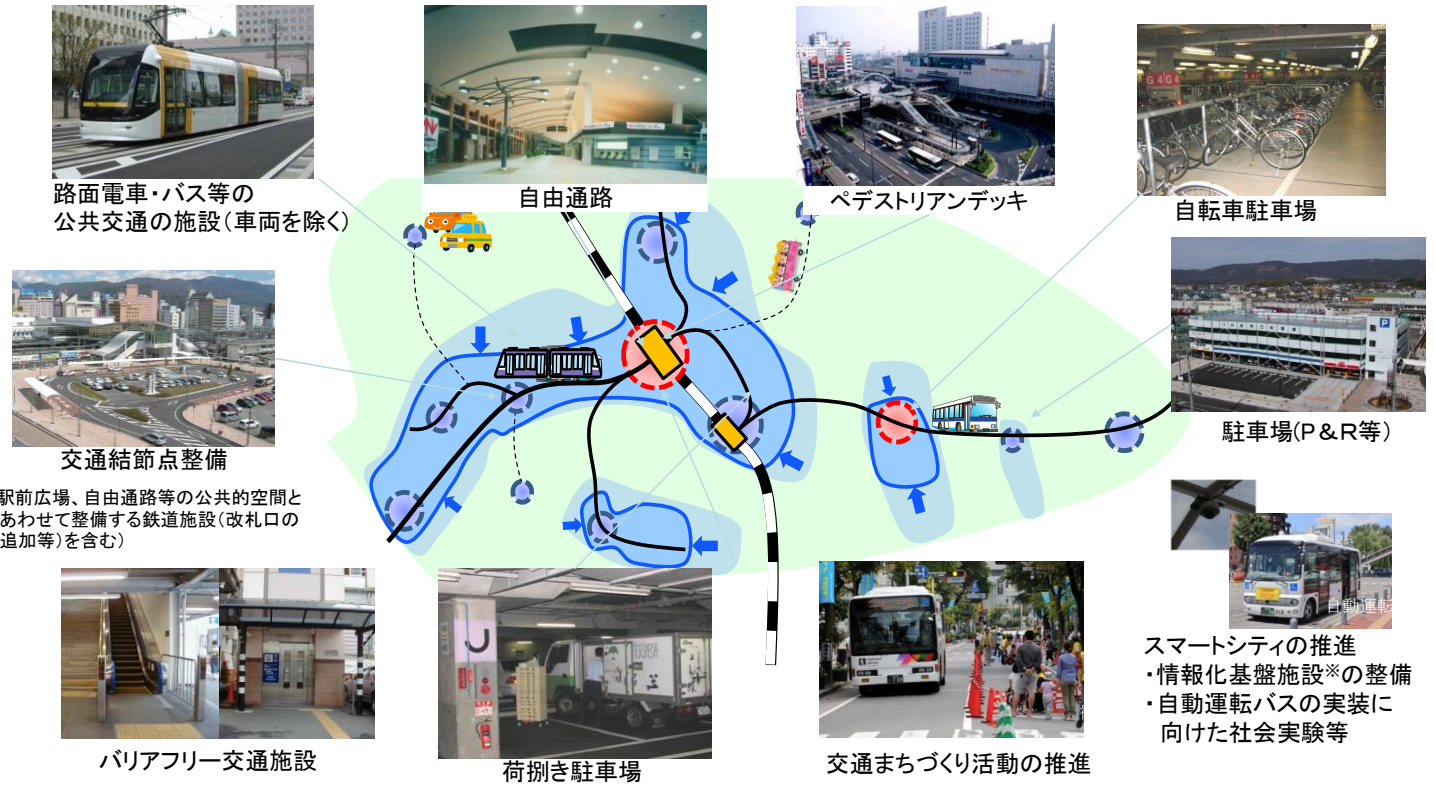 路面電車・バス等の
公共交通の施設(車両を除く)
自由通路
ペデストリアンデッキ
G4 G4
自転車駐車場
TAXI
交通結節点整備
駅前広場、自由通路等の公共的空間と
あわせて整備する鉄道施設(改札口の
追加等)を含む)
P
駐車場(P&R等)
バリアフリー交通施設
荷捌き駐車場
交通まちづくり活動の推進
自動運転
スマートシティの推進
・情報化基盤施設※の整備
・自動運転バスの実装に
向けた社会実験等